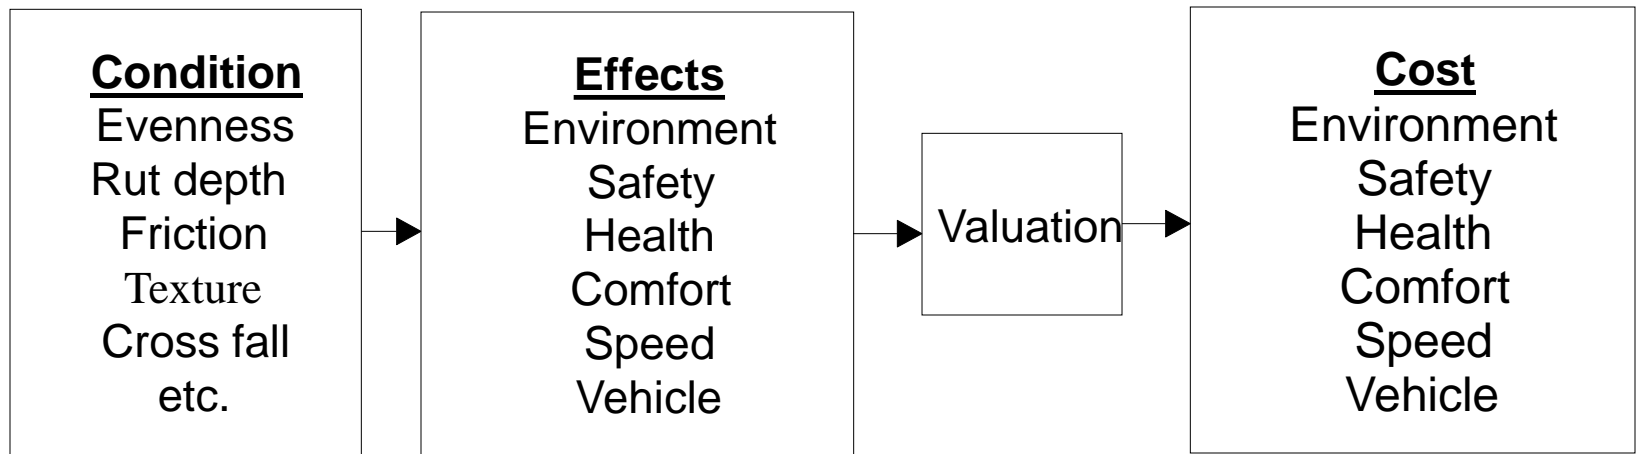 Condition
Evenness
Rut depth
Friction
Texture
Cross fall
etc.
Effects
Environment
Safety
Health
Comfort
Speed
Vehicle
Valuation
Cost
Environment
Safety
Health
Comfort
Speed
Vehicle